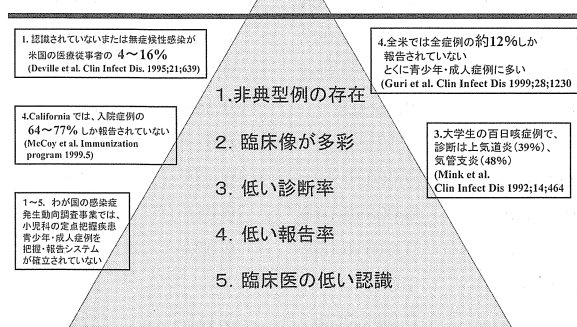 1. 認識されていないまたは無症候性感染が
米国の医療従事者の 4～16%
(Deville et al. Clin Infect Dis. 1995;21;639)
4.全米では全症例の約12%しか
報告されていない
とくに青少年・成人症例に多い
(Guri et al. Clin Infect Dis 1999;28;1230
4.California では、入院症例の
64～77% しか報告されていない
(McCoy et al. Immunization
program 1999.5)
3.大学生の百日咳症例で、
診断は上気道炎(39%)、
気管支炎(48%)
(Mink et al.
Clin Infect Dis 1992;14;464
1～5. わが国の感染症
発生動向調査事業では、
小児科の定点把握疾患
青少年・成人症例を
把握・報告システム
が確立されていない
1.非典型例の存在
2. 臨床像が多彩
3. 低い診断率
4. 低い報告率
5. 臨床医の低い認識